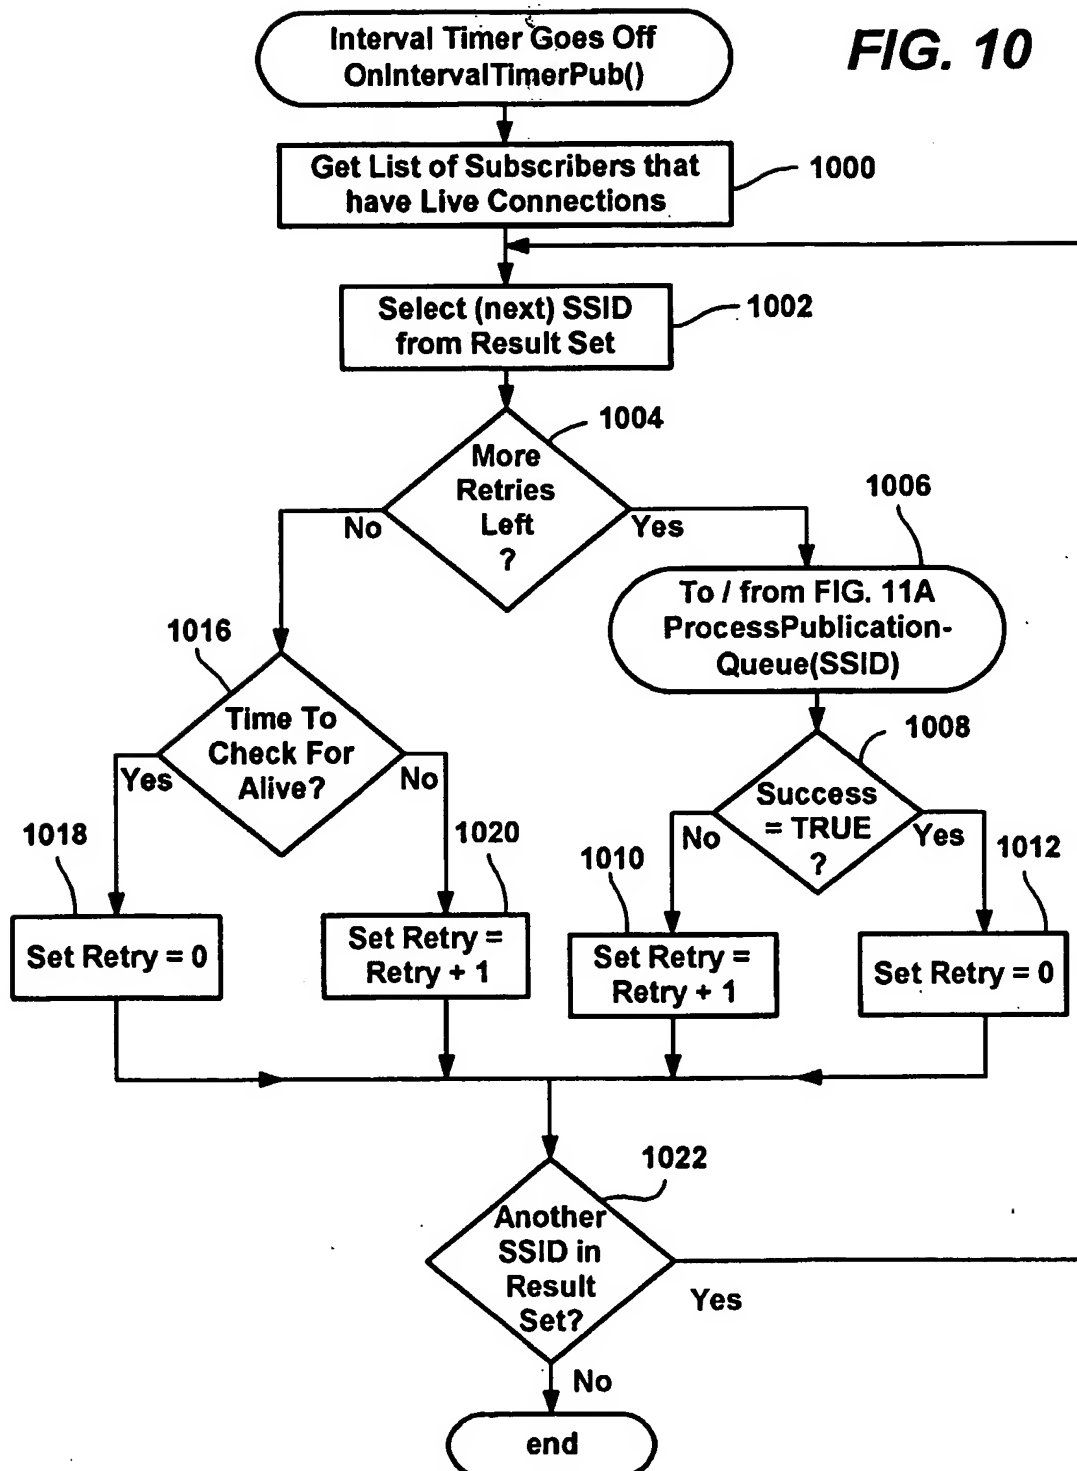 Interval Timer Goes Off
OnIntervalTimerPub()
FIG. 10
Get List of Subscribers that
have Live Connections
1000
Select (next) SSID
from Result Set
1002
More
Retries
Left
?
1004
No
Yes
1006
To / from FIG. 11A
ProcessPublication-
Queue(SSID)
1016
Time To
Check For
Alive?
Yes
No
1008
Success
= TRUE
?
No
Yes
1018
Set Retry = 0
1020
Set Retry =
Retry + 1
1010
Set Retry =
Retry + 1
1012
Set Retry = 0
1022
Another
SSID in
Result
Set?
Yes
No
end